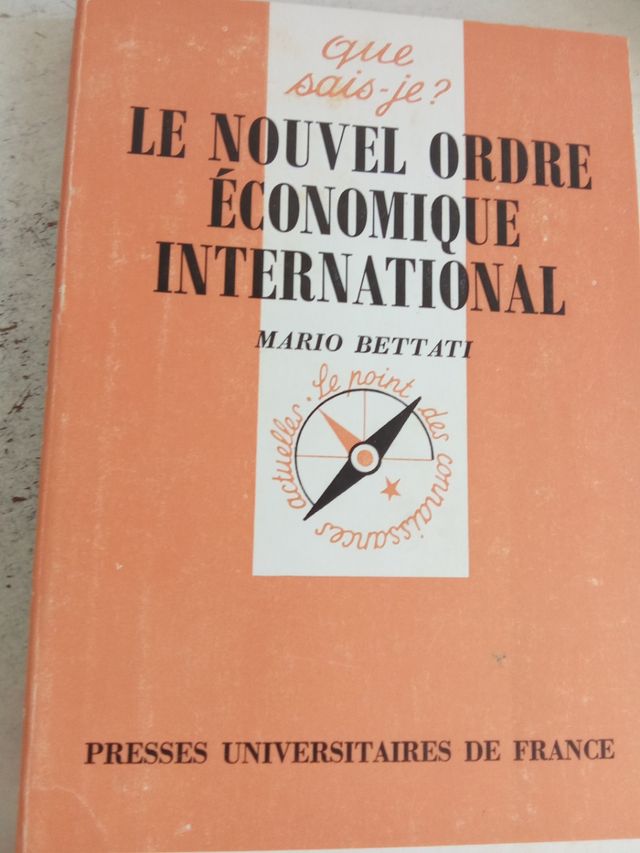 que
sais-je?
LE NOUVEL ORDRE
ÉCONOMIQUE
INTERNATIONAL
MARIO BETTATI
Le point des connaissances actuelles.
PRESSES UNIVERSITAIRES DE FRANCE